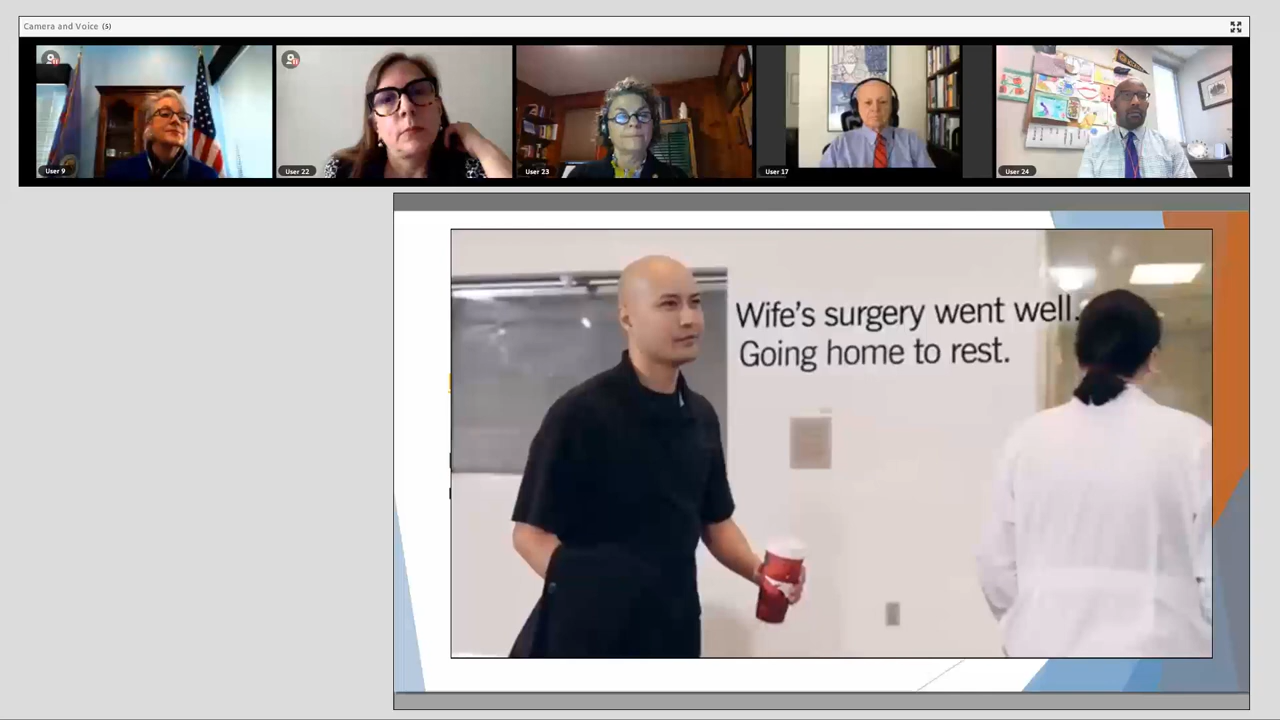 Camera and Voice (5)
User 9
User 22
User 23
User 17
User 24
Wife's surgery went well.
Going home to rest.